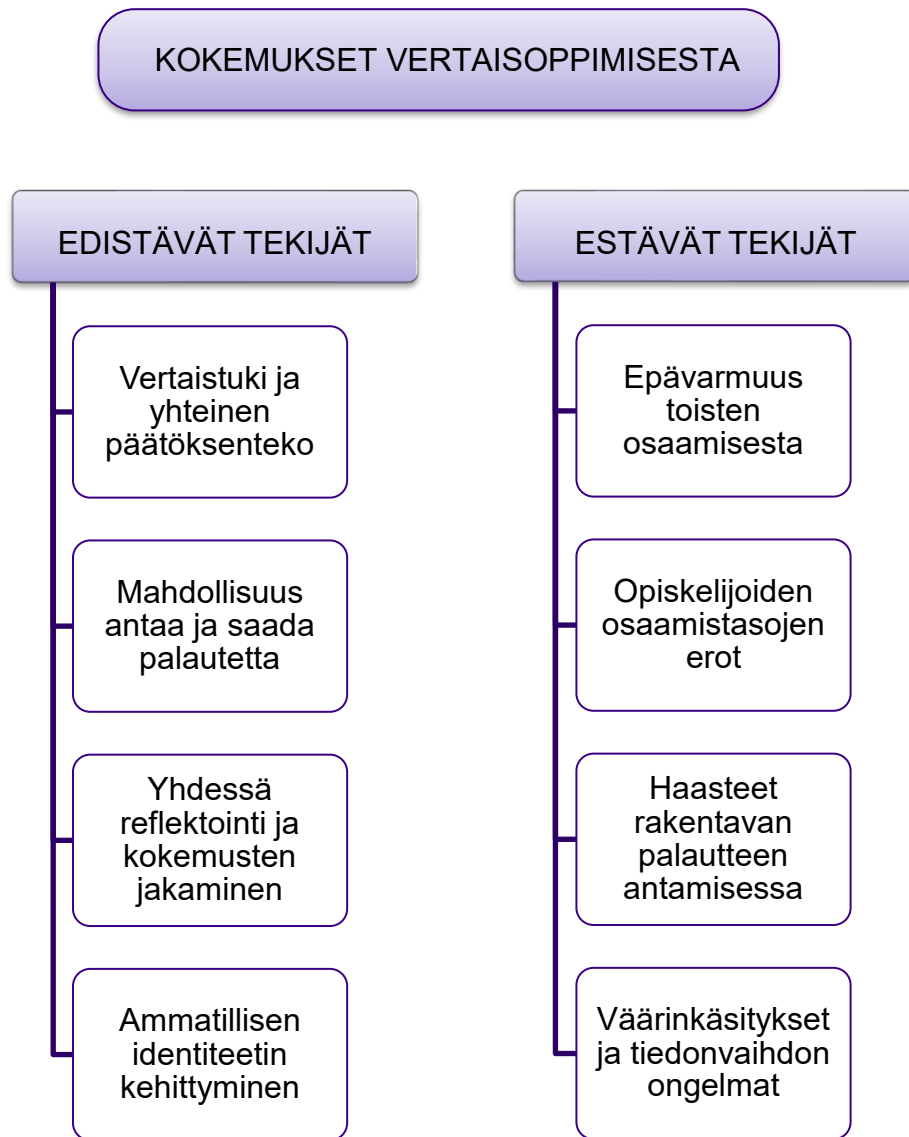 KOKEMUKSET VERTAISOPPIMISESTA
EDISTÄVÄT TEKIJÄT
Vertaistuki ja
yhteinen
päätöksenteko
Mahdollisuus
antaa ja saada
palautetta
Yhdessä
reflektointi ja
kokemusten
jakaminen
Ammatillisen
identiteetin
kehittyminen
ESTÄVÄT TEKIJÄT
Epävarmuus
toisten
osaamisesta
Opiskelijoiden
osaamistasojen
erot
Haasteet
rakentavan
palautteen
antamisessa
Väärinkäsitykset
ja tiedonvaihdon
ongelmat